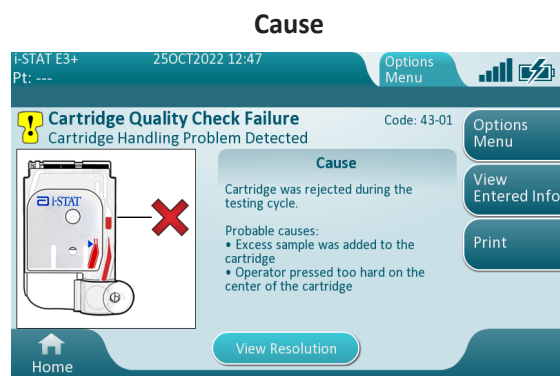 Cause
i-STAT E3+ 25OCT2022 12:47
Pt: ---
Options
Menu
Cartridge Quality Check Failure
Code: 43-01
Cartridge Handling Problem Detected
Options
Menu
View
Entered Info
Print
i-STAT
Cause
Cartridge was rejected during the
testing cycle.
Probable causes:
• Excess sample was added to the
cartridge
• Operator pressed too hard on the
center of the cartridge
View Resolution
Home